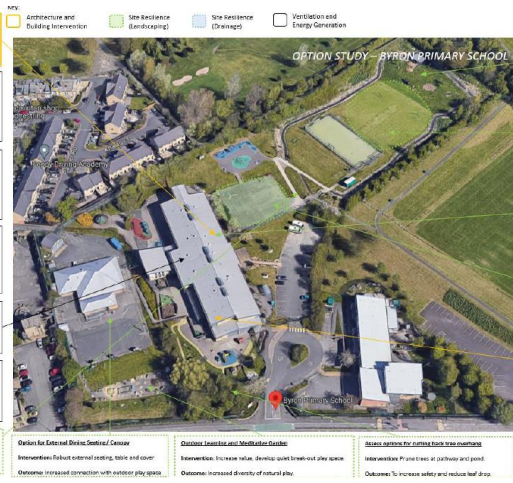 Key:
Architecture and
Building Intervention
Site Resilience
(Landscaping)
Site Resilience
(Drainage)
Ventilation and
Energy Generation
OPTION STUDY – BYRON PRIMARY SCHOOL
Driving Academy
Byron Primary School
Option for External Dining Seating/ Canopy
Intervention: Robust external seating, table and cover
Outcome: Increased connection with outdoor play space
Outdoor Learning and Meditative Garden
Intervention: Increase value, develop quiet break-out play space.
Outcome: Increased diversity of natural play.
Assess options for cutting back tree overhang
Intervention: Prune trees at pathway and pond.
Outcome: To increase safety and reduce leaf drop.